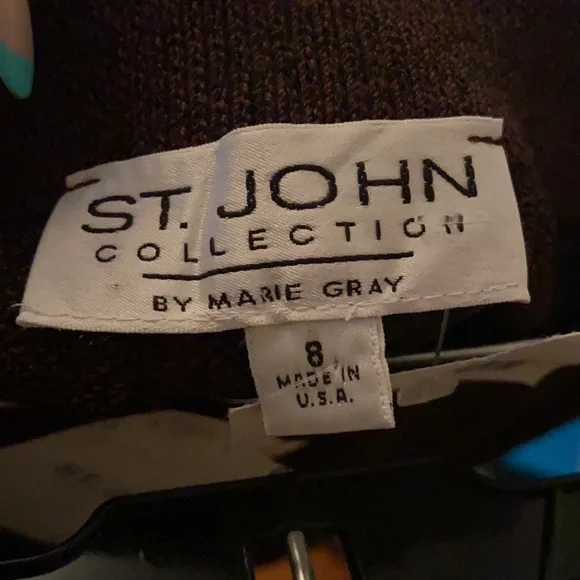 ST. JOHN
COLLECTION
BY MARIE GRAY
8
MADE IN
U.S.A.